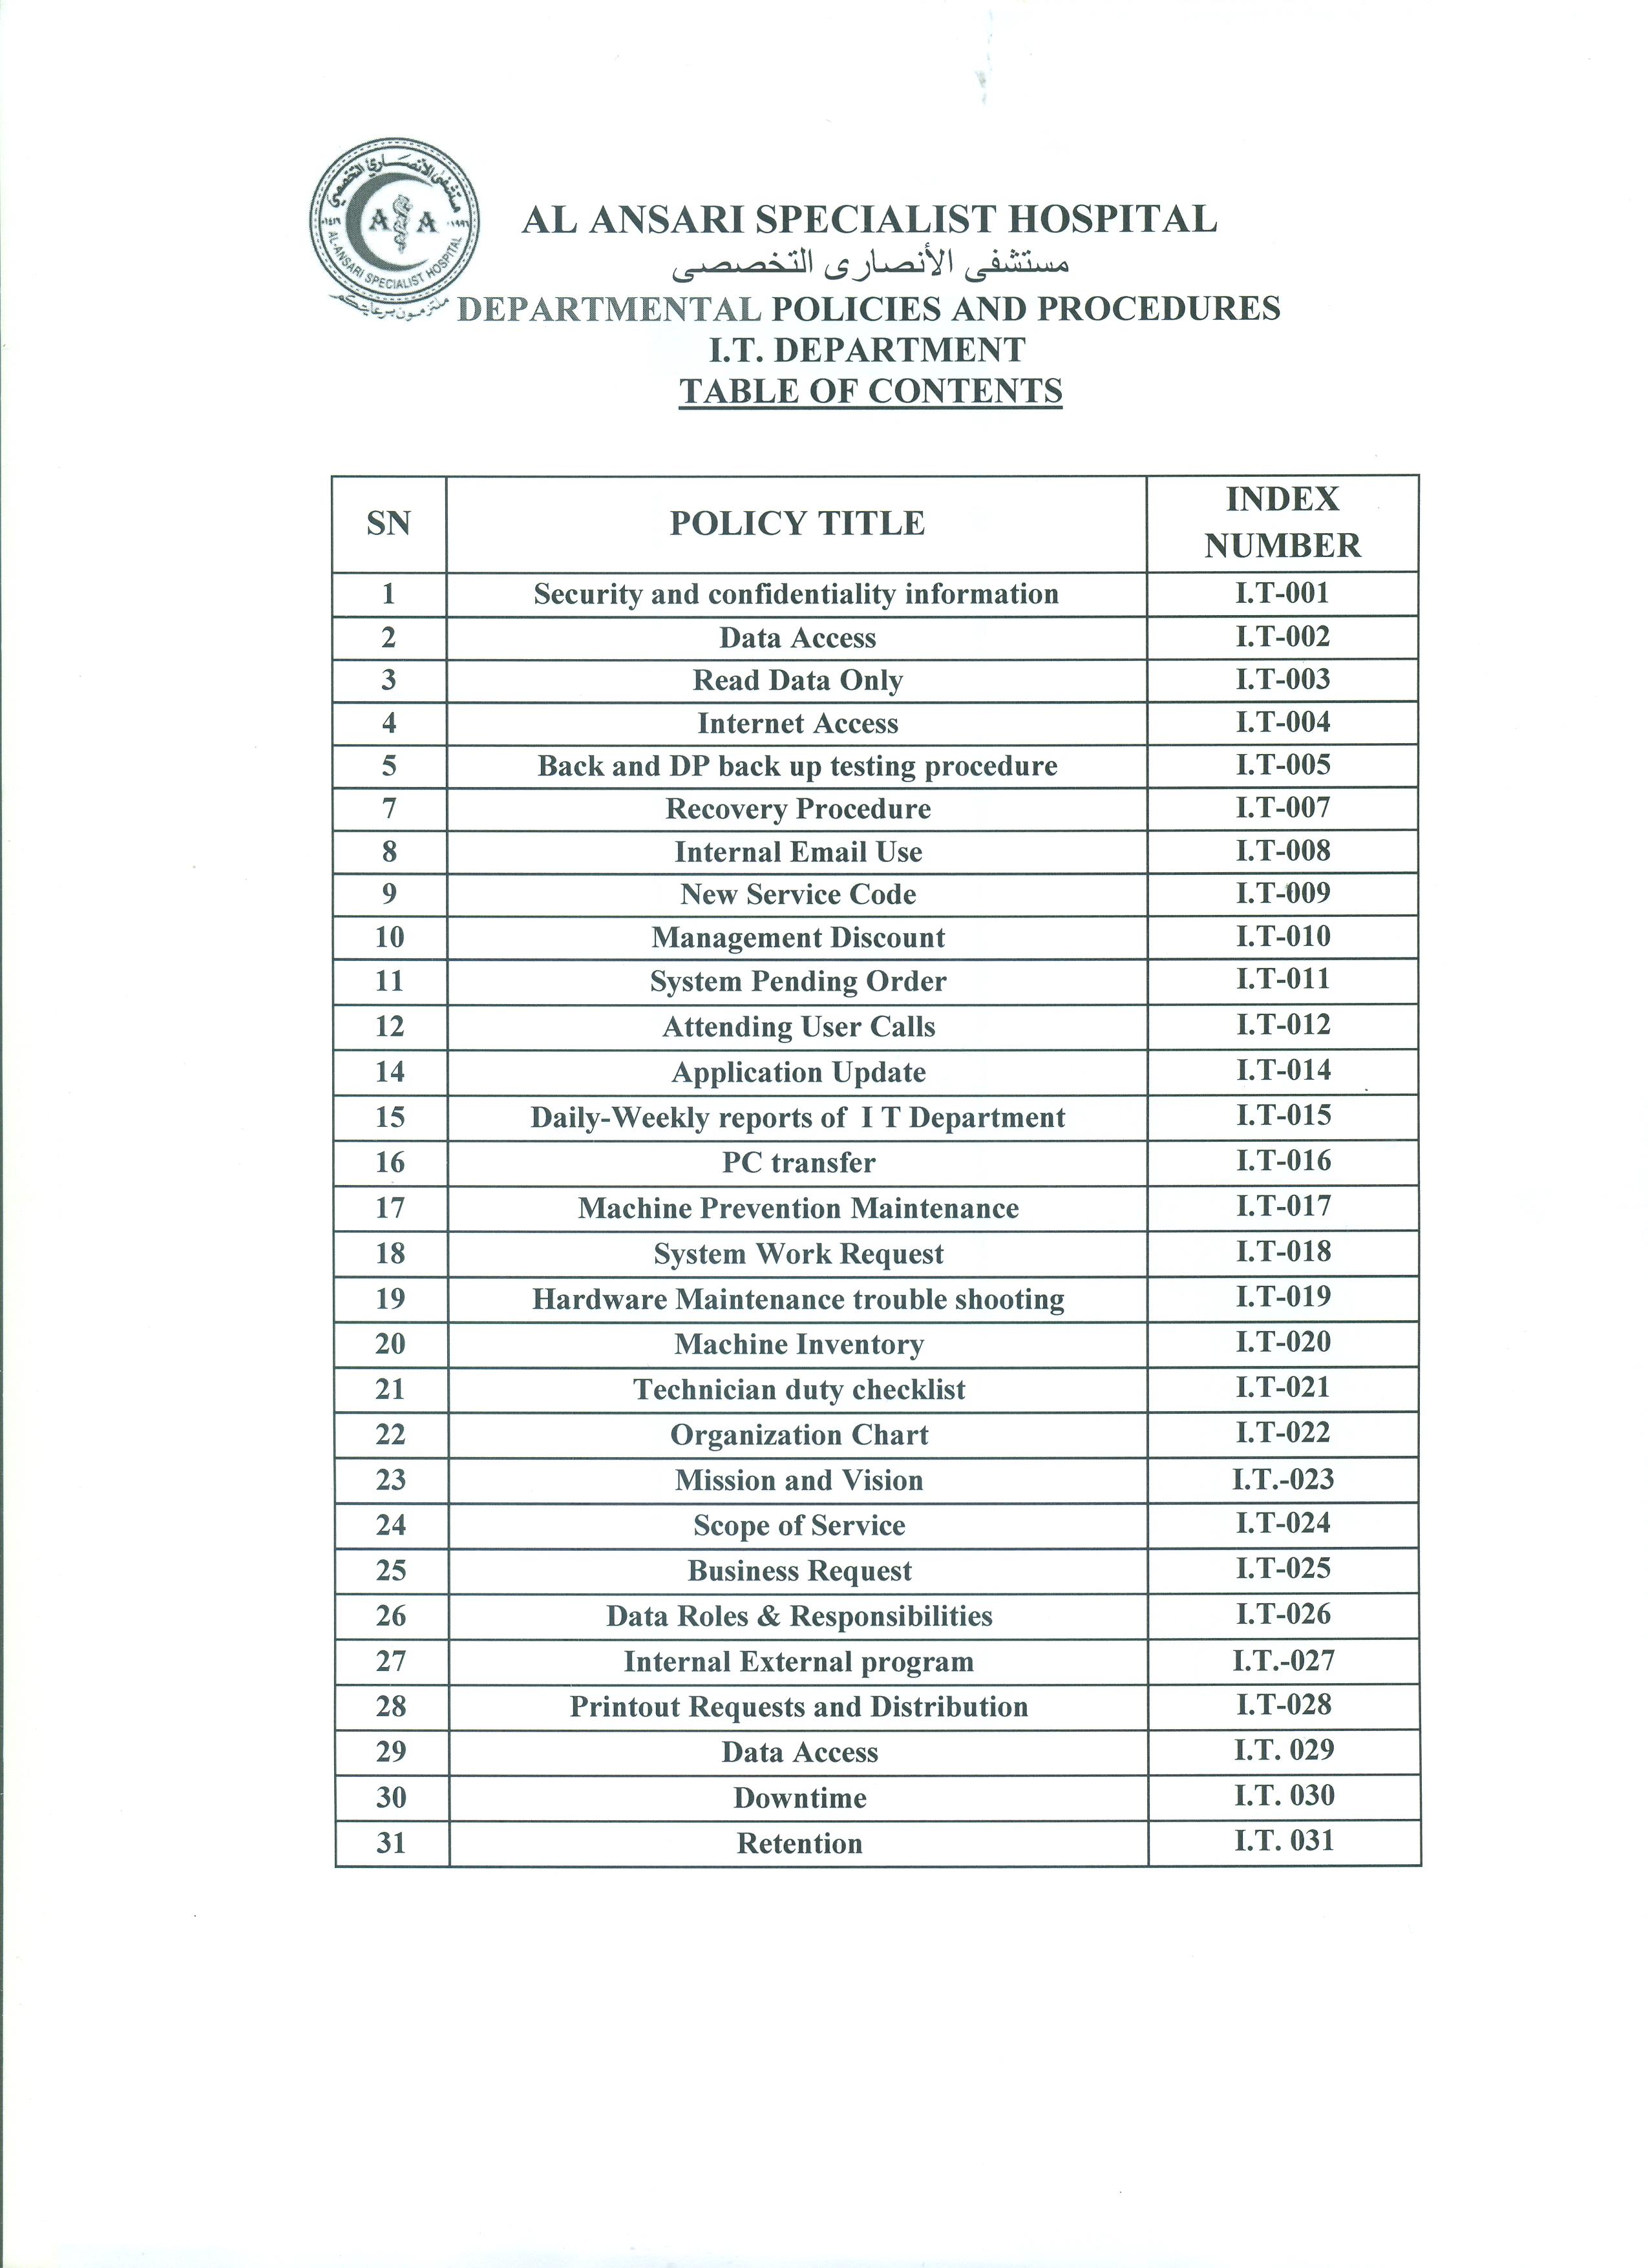 مستشفى الأنصاري التخصصي
A A
AL-ANSARI SPECIALIST HOSPITAL
ملتزمون برعايتكم
AL ANSARI SPECIALIST HOSPITAL
مستشفى الأنصارى التخصصى
DEPARTMENTAL POLICIES AND PROCEDURES
I.T. DEPARTMENT
TABLE OF CONTENTS
SN POLICY TITLE INDEX NUMBER
1 Security and confidentiality information I.T-001
2 Data Access I.T-002
3 Read Data Only I.T-003
4 Internet Access I.T-004
5 Back and DP back up testing procedure I.T-005
7 Recovery Procedure I.T-007
8 Internal Email Use I.T-008
9 New Service Code I.T-009
10 Management Discount I.T-010
11 System Pending Order I.T-011
12 Attending User Calls I.T-012
14 Application Update I.T-014
15 Daily-Weekly reports of I T Department I.T-015
16 PC transfer I.T-016
17 Machine Prevention Maintenance I.T-017
18 System Work Request I.T-018
19 Hardware Maintenance trouble shooting I.T-019
20 Machine Inventory I.T-020
21 Technician duty checklist I.T-021
22 Organization Chart I.T-022
23 Mission and Vision I.T.-023
24 Scope of Service I.T-024
25 Business Request I.T-025
26 Data Roles & Responsibilities I.T-026
27 Internal External program I.T.-027
28 Printout Requests and Distribution I.T-028
29 Data Access I.T. 029
30 Downtime I.T. 030
31 Retention I.T. 031